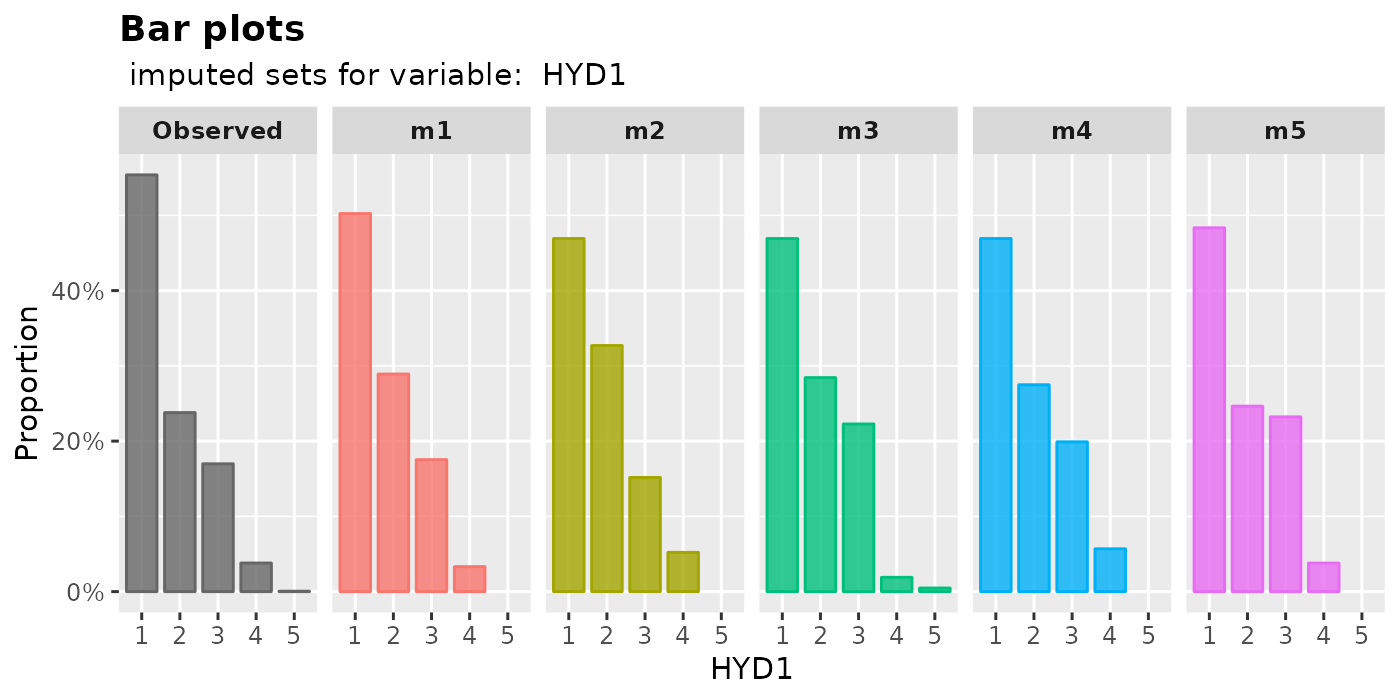 Bar plots
imputed sets for variable:  HYD1
Observed m1 m2 m3 m4 m5
Proportion
40%
20%
0%
1 2 3 4 5 1 2 3 4 5 1 2 3 4 5 1 2 3 4 5 1 2 3 4 5 1 2 3 4 5
HYD1